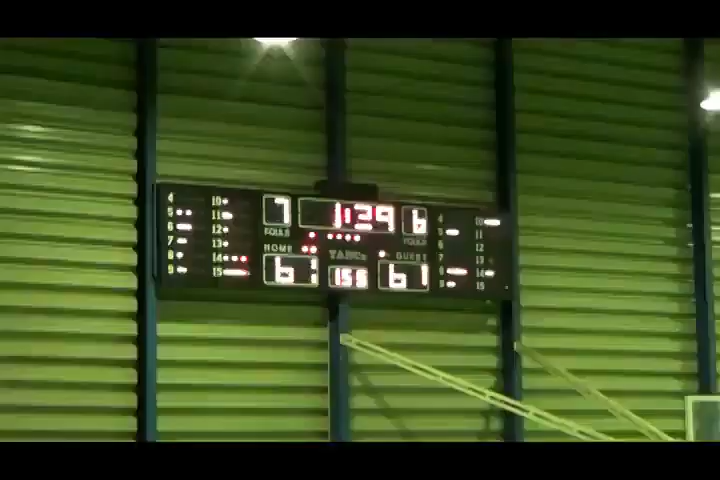 4 10 7 1:29 6 4 10
5 11 FOULS FOULS 5 11
6 12 6 12
7 13 HOME GUEST 7 13
8 14 8 14
9 15 61 158 61 9 15